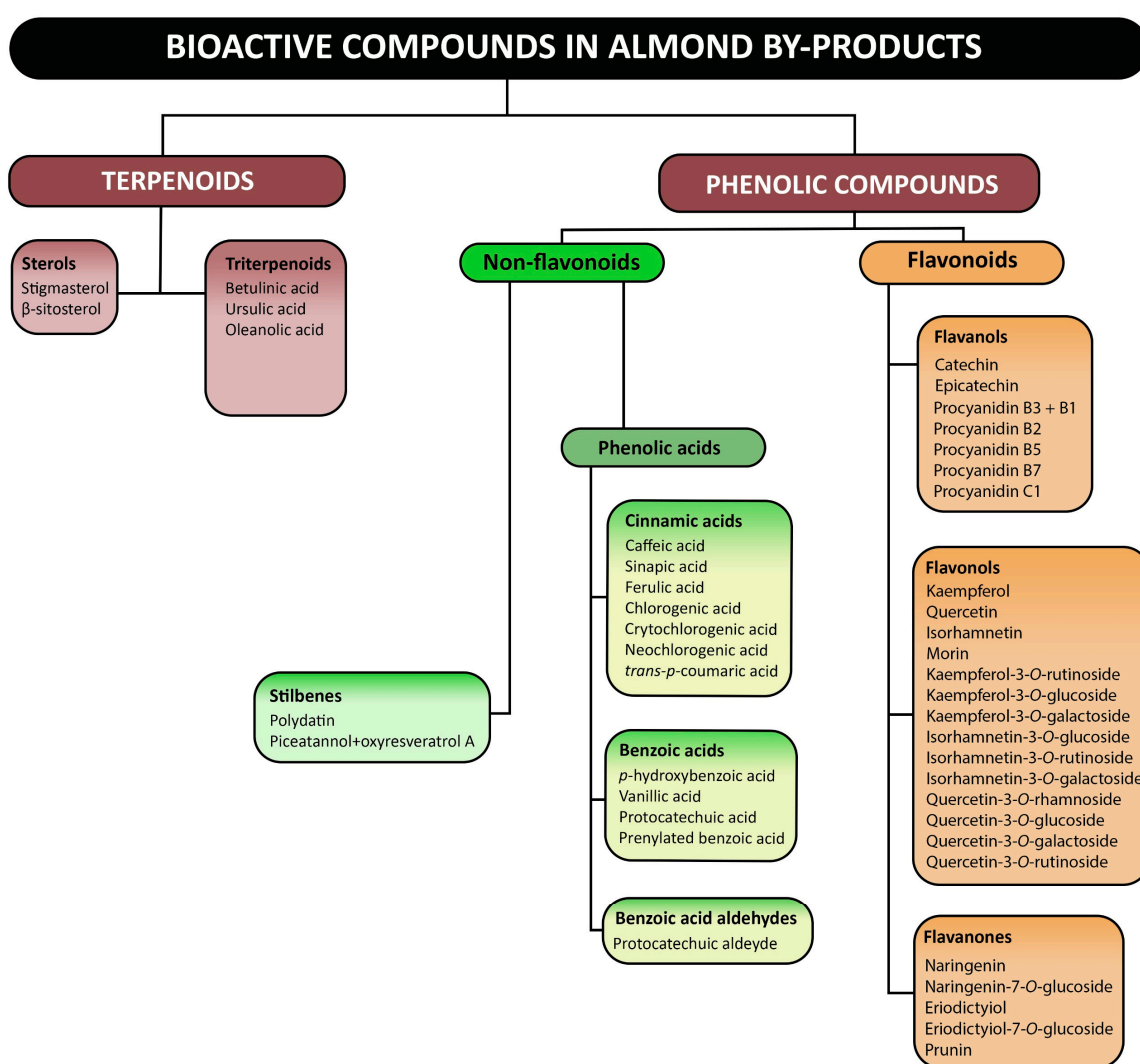 BIOACTIVE COMPOUNDS IN ALMOND BY-PRODUCTS
TERPENOIDS
Sterols
Stigmasterol
β-sitosterol
Triterpenoids
Betulinic acid
Ursulic acid
Oleanolic acid
PHENOLIC COMPOUNDS
Non-flavonoids
Stilbenes
Polydatin
Piceatannol+oxyresveratrol A
Phenolic acids
Cinnamic acids
Caffeic acid
Sinapic acid
Ferulic acid
Chlorogenic acid
Crytochlorogenic acid
Neochlorogenic acid
trans-p-coumaric acid
Benzoic acids
p-hydroxybenzoic acid
Vanillic acid
Protocatechuic acid
Prenylated benzoic acid
Benzoic acid aldehydes
Protocatechuic aldeyde
Flavonoids
Flavanols
Catechin
Epicatechin
Procyanidin B3 + B1
Procyanidin B2
Procyanidin B5
Procyanidin B7
Procyanidin C1
Flavonols
Kaempferol
Quercetin
Isorhamnetin
Morin
Kaempferol-3-O-rutinoside
Kaempferol-3-O-glucoside
Kaempferol-3-O-galactoside
Isorhamnetin-3-O-glucoside
Isorhamnetin-3-O-rutinoside
Isorhamnetin-3-O-galactoside
Quercetin-3-O-rhamnoside
Quercetin-3-O-glucoside
Quercetin-3-O-galactoside
Quercetin-3-O-rutinoside
Flavanones
Naringenin
Naringenin-7-O-glucoside
Eriodictyiol
Eriodictyiol-7-O-glucoside
Prunin